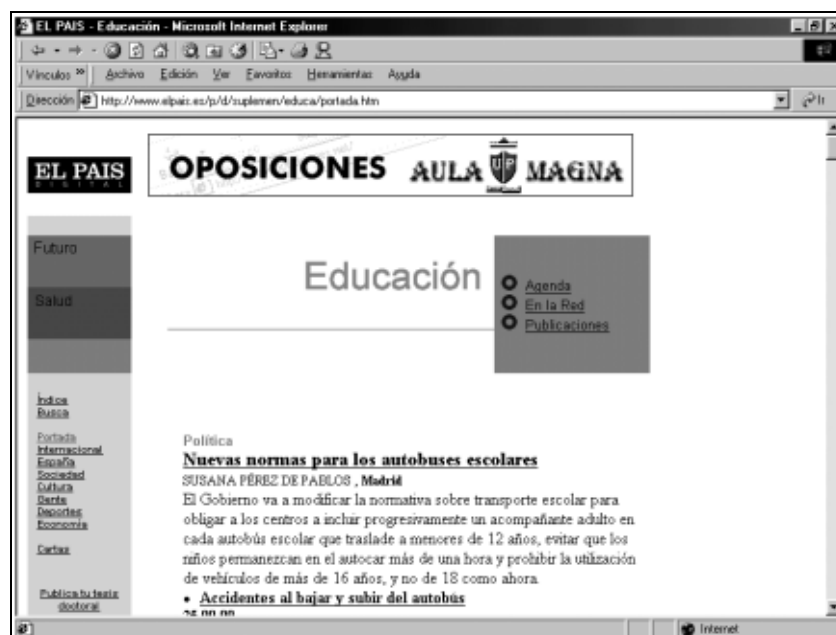 EL PAIS - Educación - Microsoft Internet Explorer
Vínculos » Archivo Edición Ver Favoritos Herramientas Ayuda
Dirección http://www.elpais.es/p/d/suplemen/educa/portada.htm Ir
EL PAIS
DIGITAL
OPOSICIONES AULA UP MAGNA
Futuro
Salud
Educación
Agenda
En la Red
Publicaciones
Índice
Busca
Portada
Internacional
España
Sociedad
Cultura
Gente
Deportes
Economía
Cartas
Publica tu tesis
doctoral
Política
Nuevas normas para los autobuses escolares
SUSANA PÉREZ DE PABLOS , Madrid
El Gobierno va a modificar la normativa sobre transporte escolar para
obligar a los centros a incluir progresivamente un acompañante adulto en
cada autobús escolar que traslade a menores de 12 años, evitar que los
niños permanezcan en el autocar más de una hora y prohibir la utilización
de vehículos de más de 16 años, y no de 18 como ahora.
• Accidentes al bajar y subir del autobús
Internet